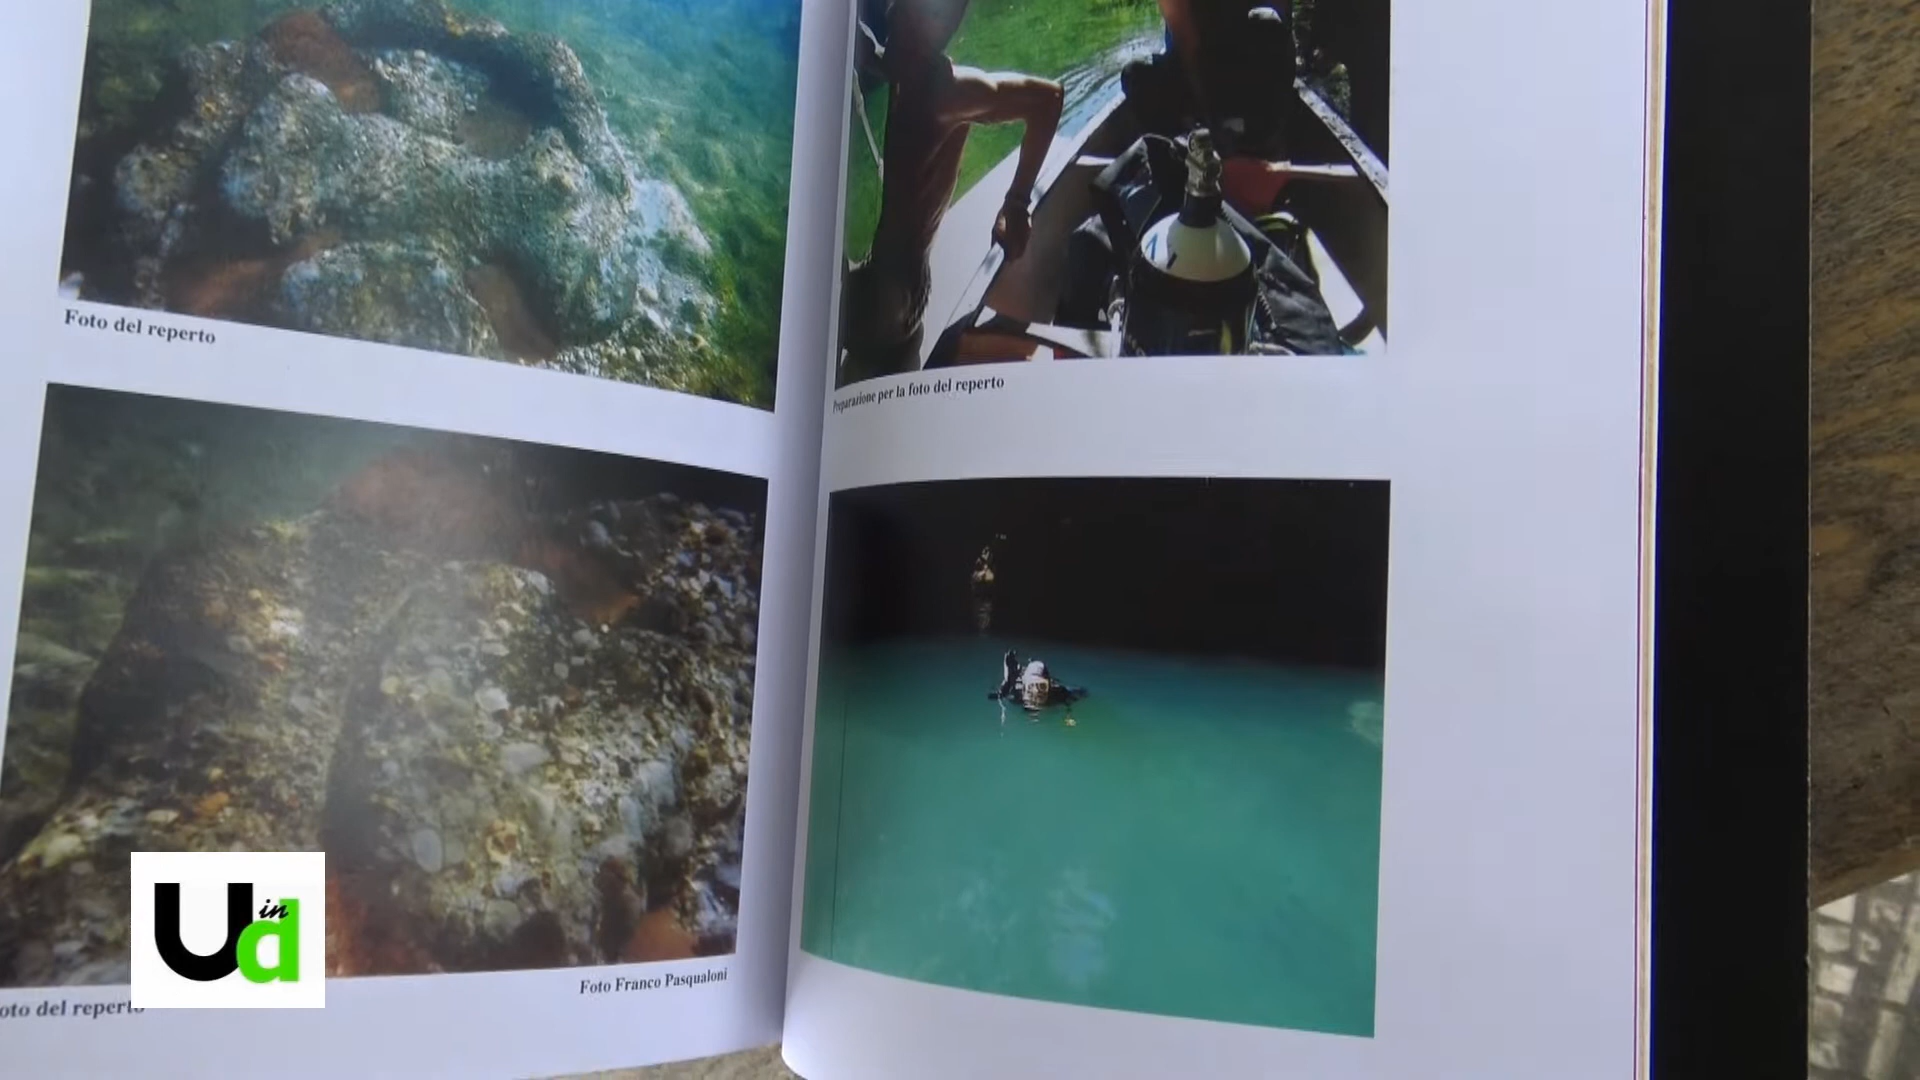 Foto del reperto
Preparazione per la foto del reperto
Foto Franco Pasqualoni
oto del reperto
U in d